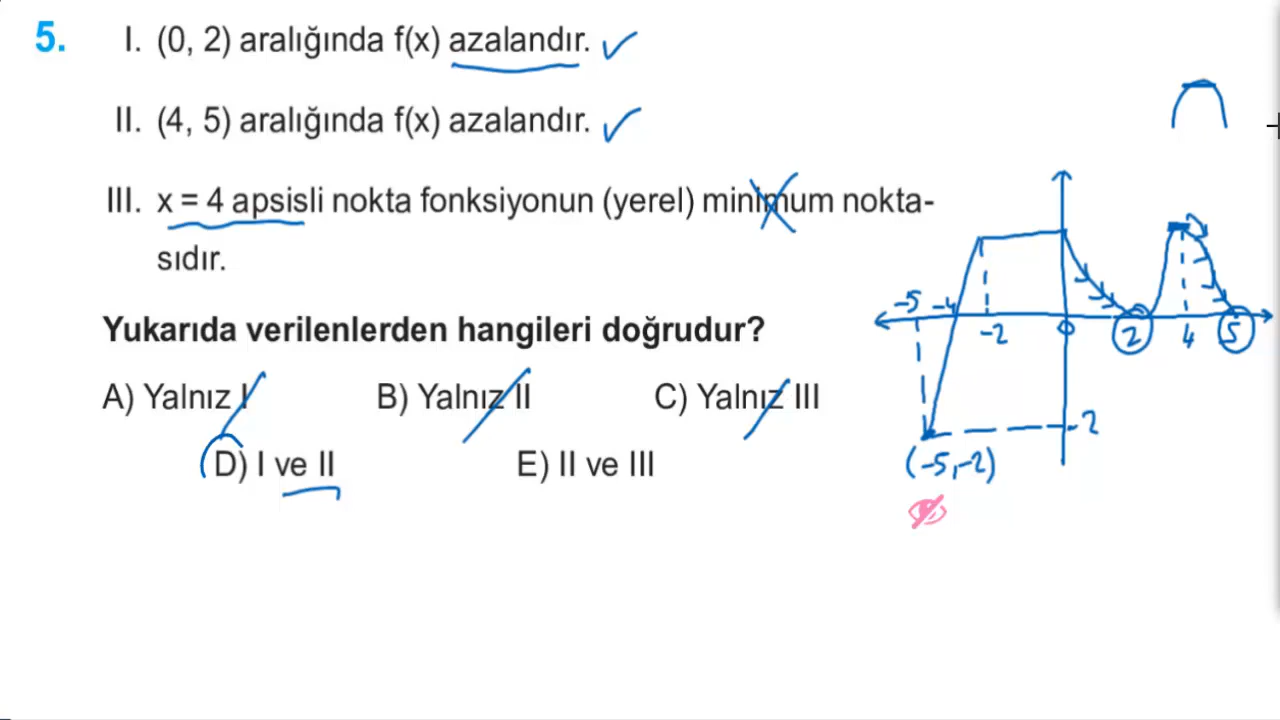 5. I. (0, 2) aralığında f(x) azalandır.
II. (4, 5) aralığında f(x) azalandır.
III. x = 4 apsisli nokta fonksiyonun (yerel) minimum nokta-
sıdır.
Yukarıda verilenlerden hangileri doğrudur?
A) Yalnız I B) Yalnız II C) Yalnız III
D) I ve II E) II ve III
-5 -4 -2 0 2 4 5
-2
(-5,-2)